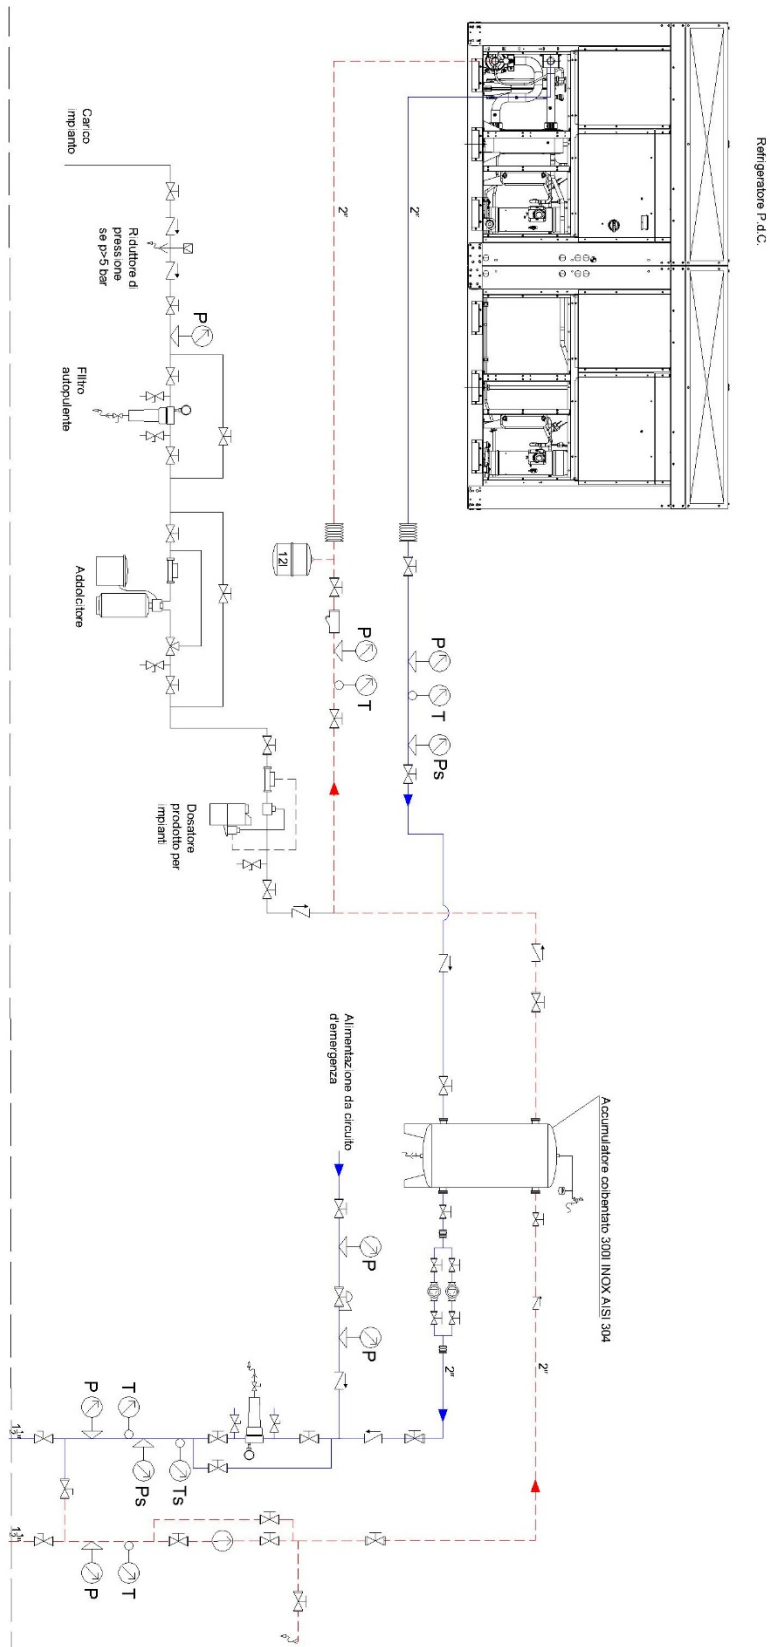 Refrigeratore P.d.C.
Carico
impianto
Riduttore di
pressione
se p>5 bar
P
Filtro
autopulente
Addolcitore
Dosatore
prodotto per
impianti
2"
2"
12l
P
T
P
T
Ps
Accumulatore coibentato 300l INOX AISI 304
Alimentazione da circuito
d'emergenza
P
P
2"
2"
P
T
Ps
Ts
P
T
1½"
1½"